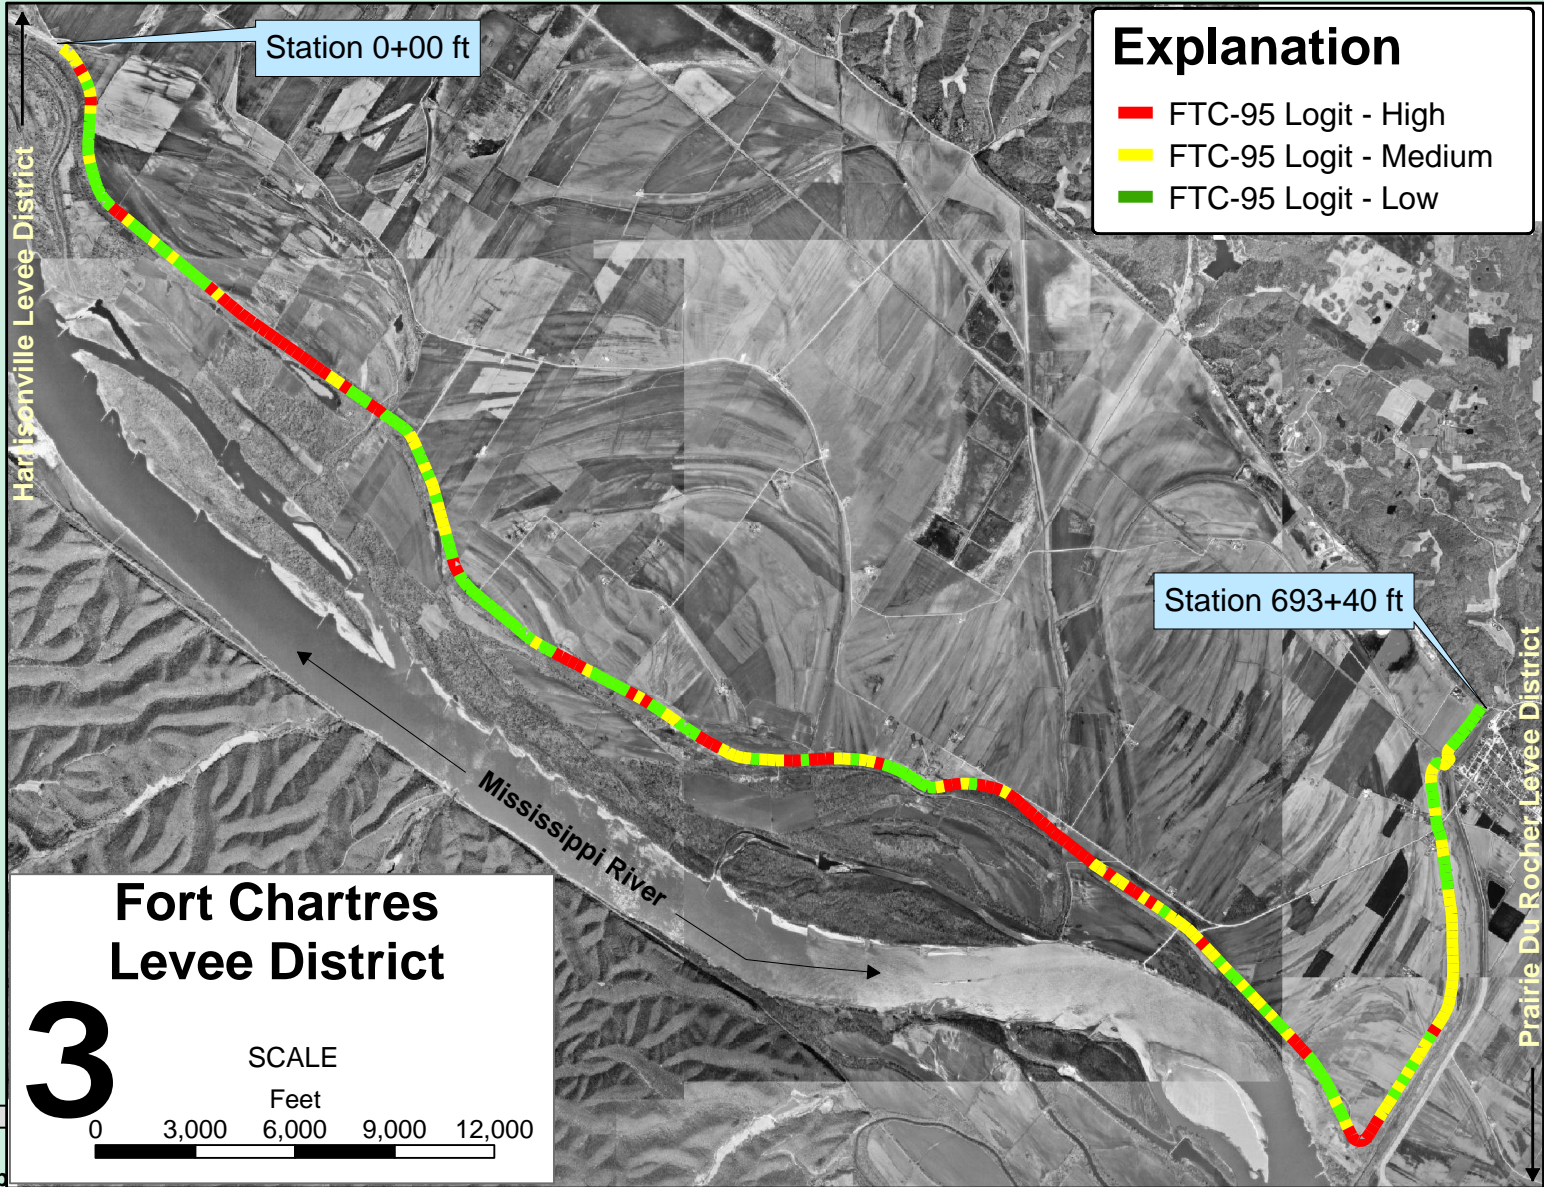 Station 0+00 ft
Explanation
FTC-95 Logit - High
FTC-95 Logit - Medium
FTC-95 Logit - Low
Harrisonville Levee District
Station 693+40 ft
Prairie Du Rocher Levee District
Mississippi River
Fort Chartres
Levee District
3
SCALE
Feet
0 3,000 6,000 9,000 12,000